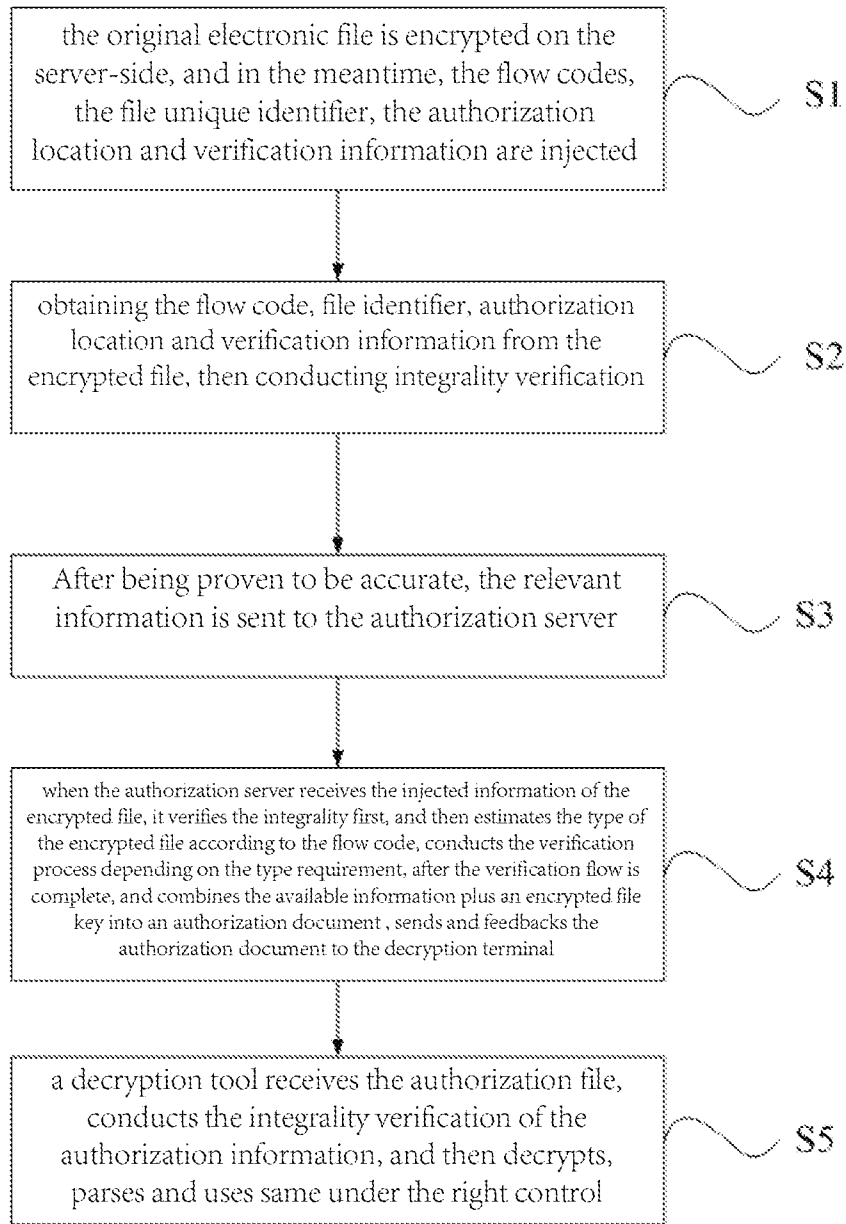 the original electronic file is encrypted on the
server-side, and in the meantime, the flow codes,
the file unique identifier, the authorization
location and verification information are injected
S1
obtaining the flow code, file identifier, authorization
location and verification information from the
encrypted file, then conducting integrality verification
S2
After being proven to be accurate, the relevant
information is sent to the authorization server
S3
when the authorization server receives the injected information of the
encrypted file, it verifies the integrality first, and then estimates the type of
the encrypted file according to the flow code, conducts the verification
process depending on the type requirement, after the verification flow is
complete, and combines the available information plus an encrypted file
key into an authorization document , sends and feedbacks the
authorization document to the decryption terminal
S4
a decryption tool receives the authorization file,
conducts the integrality verification of the
authorization information, and then decrypts,
parses and uses same under the right control
S5